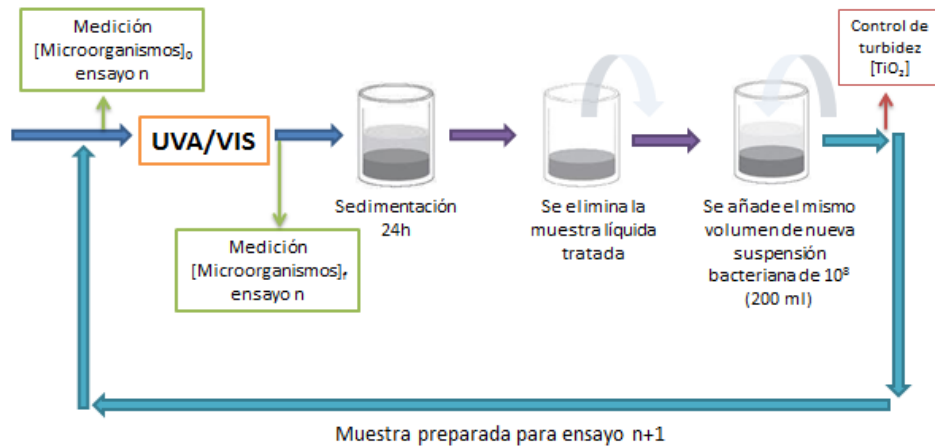 Medición
[Microorganismos]₀
ensayo n
UVA/VIS
Medición
[Microorganismos]f
ensayo n
Sedimentación
24h
Se elimina la
muestra líquida
tratada
Se añade el mismo
volumen de nueva
suspensión
bacteriana de 10⁸
(200 ml)
Control de
turbidez
[TiO₂]
Muestra preparada para ensayo n+1